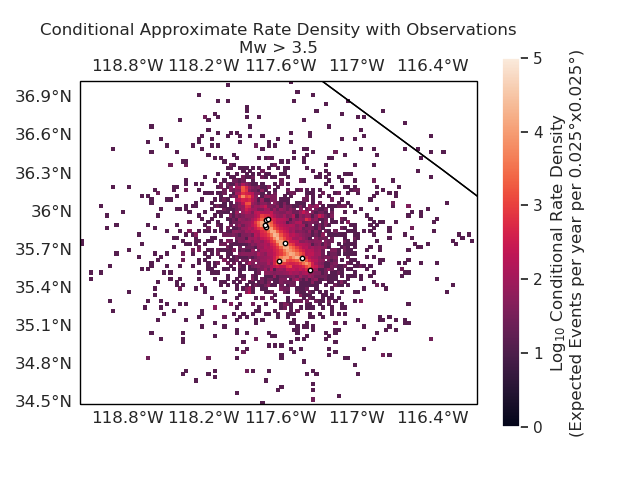 Conditional Approximate Rate Density with Observations
Mw > 3.5
118.8°W 118.2°W 117.6°W 117°W 116.4°W
36.9°N
36.6°N
36.3°N
36°N
35.7°N
35.4°N
35.1°N
34.8°N
34.5°N
118.8°W 118.2°W 117.6°W 117°W 116.4°W
5
4
3
2
1
0
Log₁₀ Conditional Rate Density
(Expected Events per year per 0.025°x0.025°)